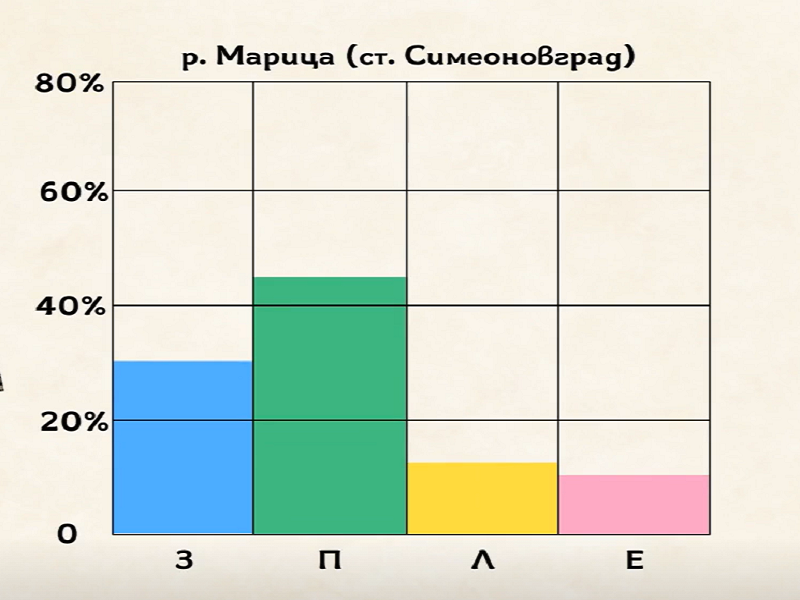 р. Марица (ст. Симеоновград)
80%
60%
40%
20%
0
З П Л Е